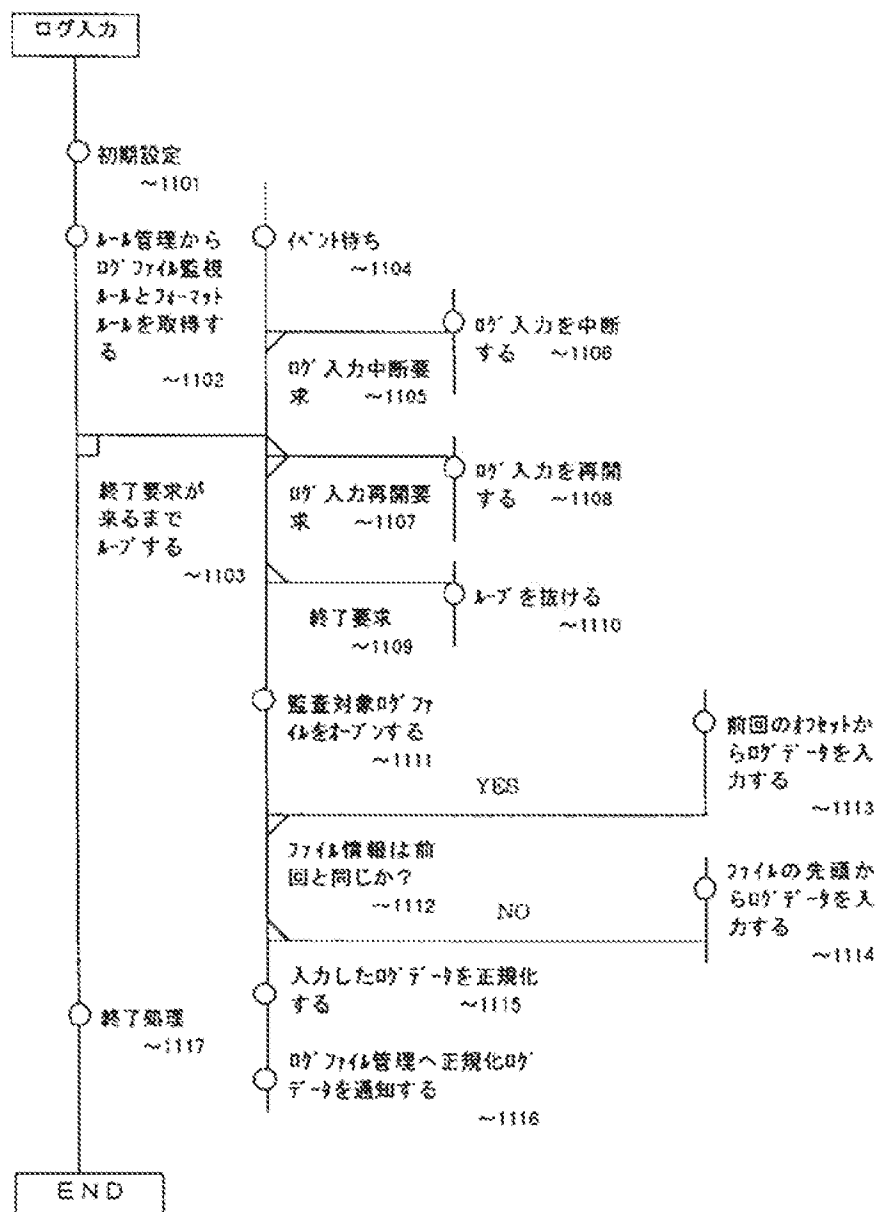 ログ入力
初期設定
～1101
ルール管理から
ログファイル監視
ルールとフォーマット
ルールを取得す
る
～1102
終了要求が
来るまで
ループする
～1103
イベント待ち
～1104
ログ入力中断要
求 ～1105
ログ入力を中断
する ～1106
ログ入力再開要
求 ～1107
ログ入力を再開
する ～1108
終了要求
～1109
ループを抜ける
～1110
監査対象ログファ
イルをオープンする
～1111
YES
前回のオフセットか
らログデータを入
力する
～1113
ファイル情報は前
回と同じか？
～1112
NO
ファイルの先頭か
らログデータを入
力する
～1114
入力したログデータを正規化
する ～1115
ログファイル管理へ正規化ログ
データを通知する
～1116
終了処理
～1117
END